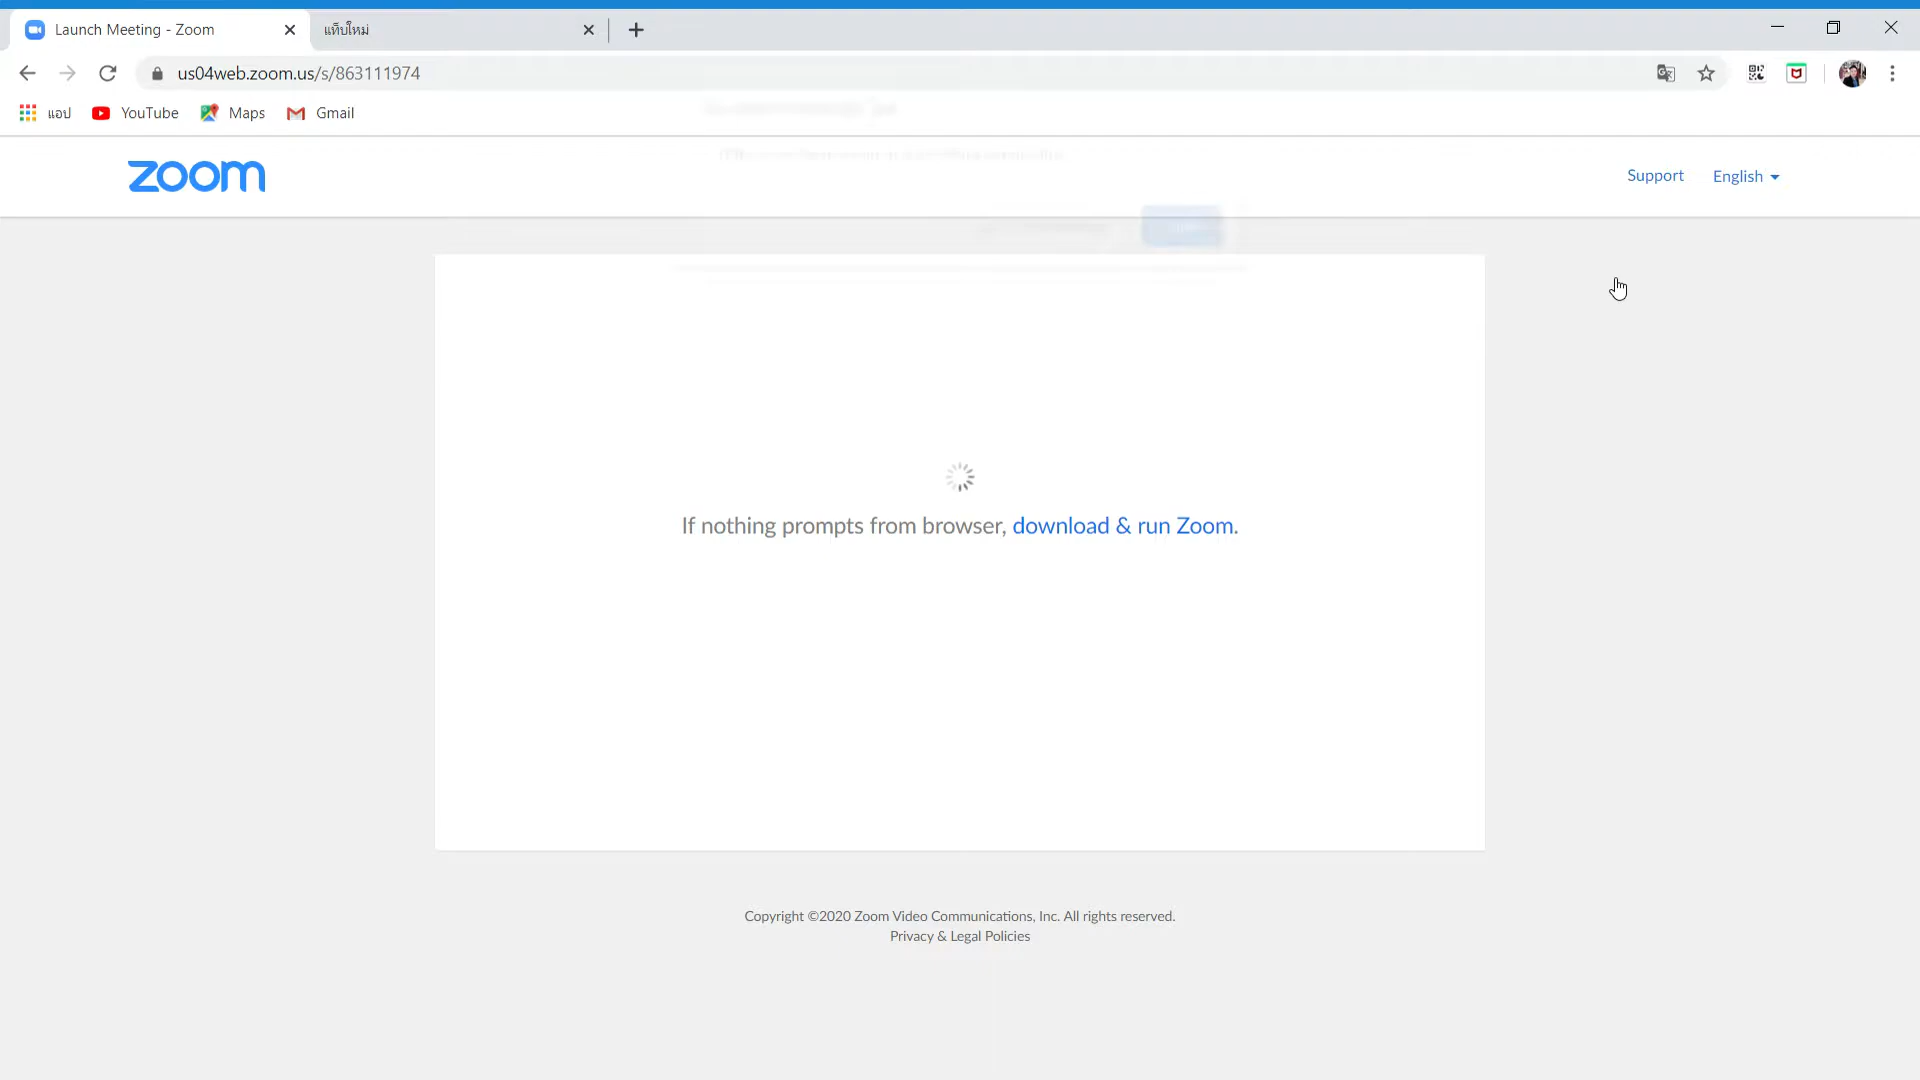 Launch Meeting - Zoom
แท็บใหม่
us04web.zoom.us/s/863111974
แอป
YouTube
Maps
Gmail
zoom
Support
English
If nothing prompts from browser, download & run Zoom.
Copyright ©2020 Zoom Video Communications, Inc. All rights reserved.
Privacy & Legal Policies